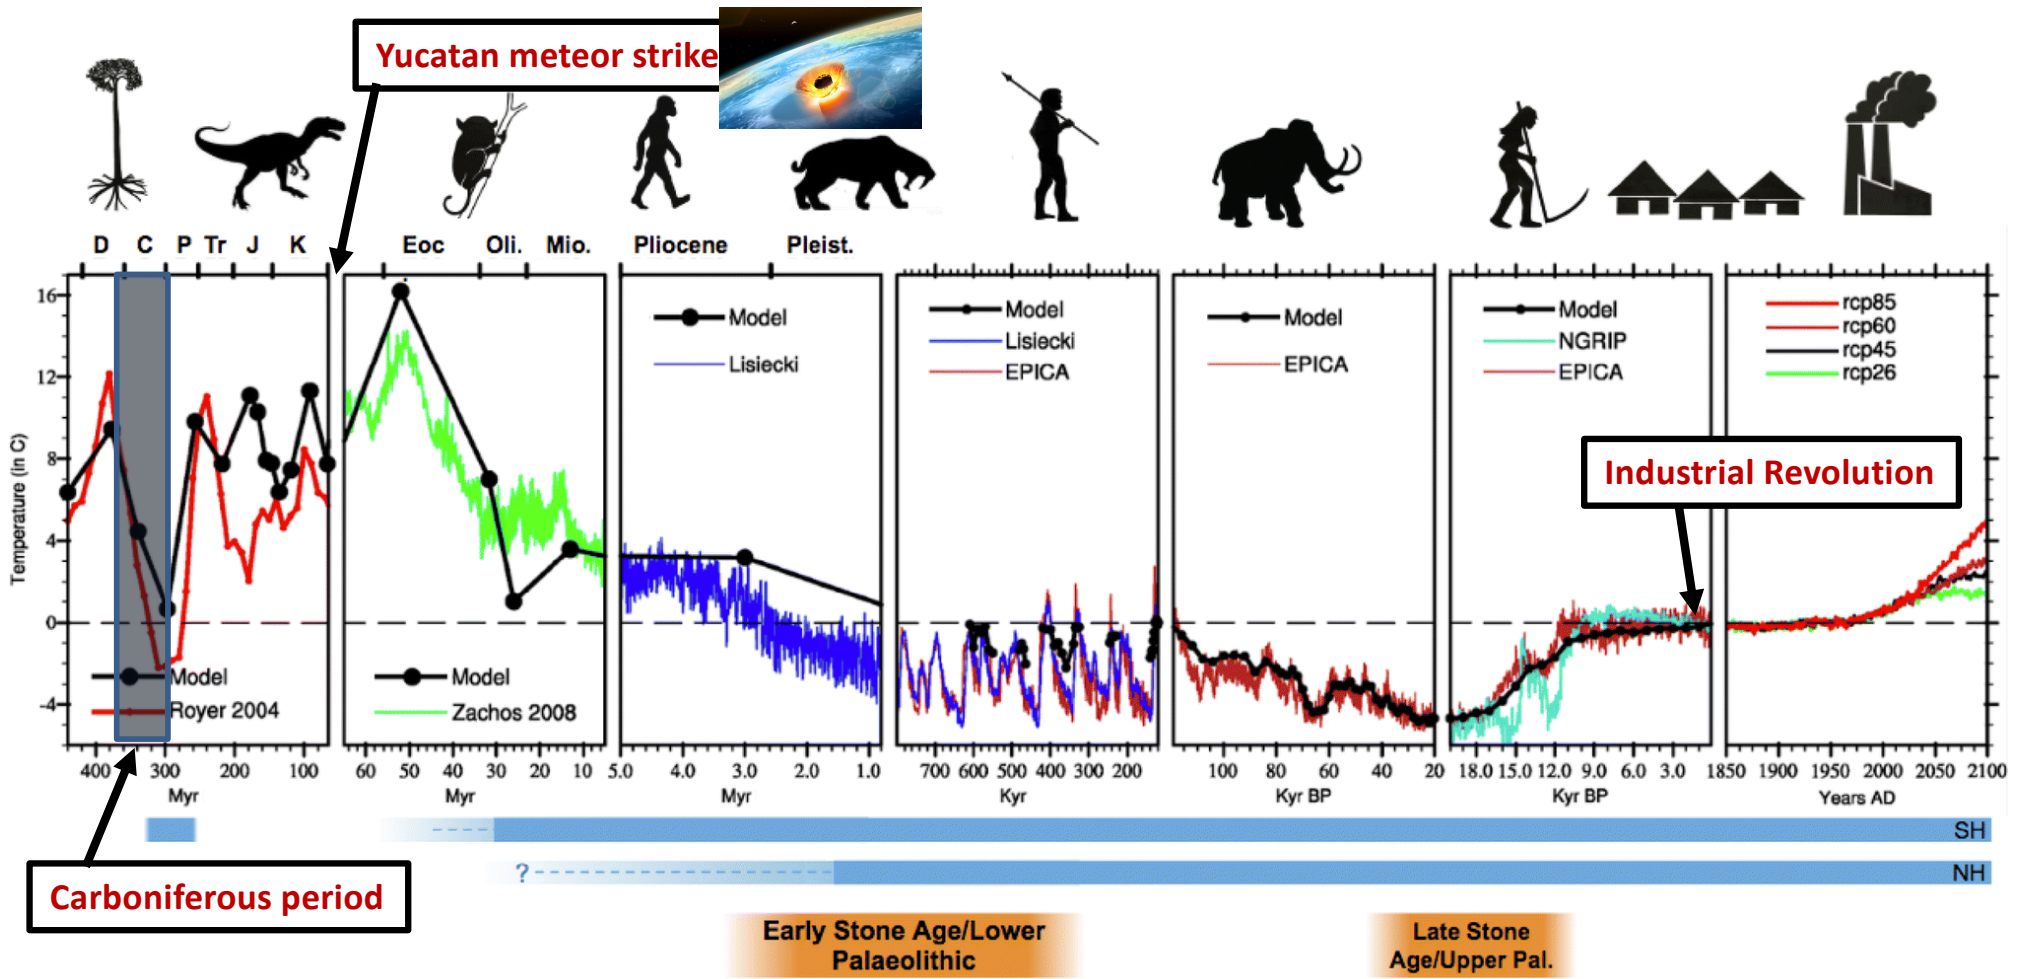 Yucatan meteor strike
D C P Tr J K
Eoc Oli. Mio.
Pliocene Pleist.
Temperature (in C)
16
12
8
4
0
-4
Model
Royer 2004
Model
Zachos 2008
Model
Lisiecki
Model
Lisiecki
EPICA
Model
EPICA
Model
NGRIP
EPICA
rcp85
rcp60
rcp45
rcp26
Industrial Revolution
400 300 200 100
Myr
60 50 40 30 20 10
Myr
5.0 4.0 3.0 2.0 1.0
Myr
700 600 500 400 300 200
Kyr
100 80 60 40 20
Kyr BP
18.0 15.0 12.0 9.0 6.0 3.0
Kyr BP
1850 1900 1950 2000 2050 2100
Years AD
SH
?
NH
Carboniferous period
Early Stone Age/Lower
Palaeolithic
Late Stone
Age/Upper Pal.